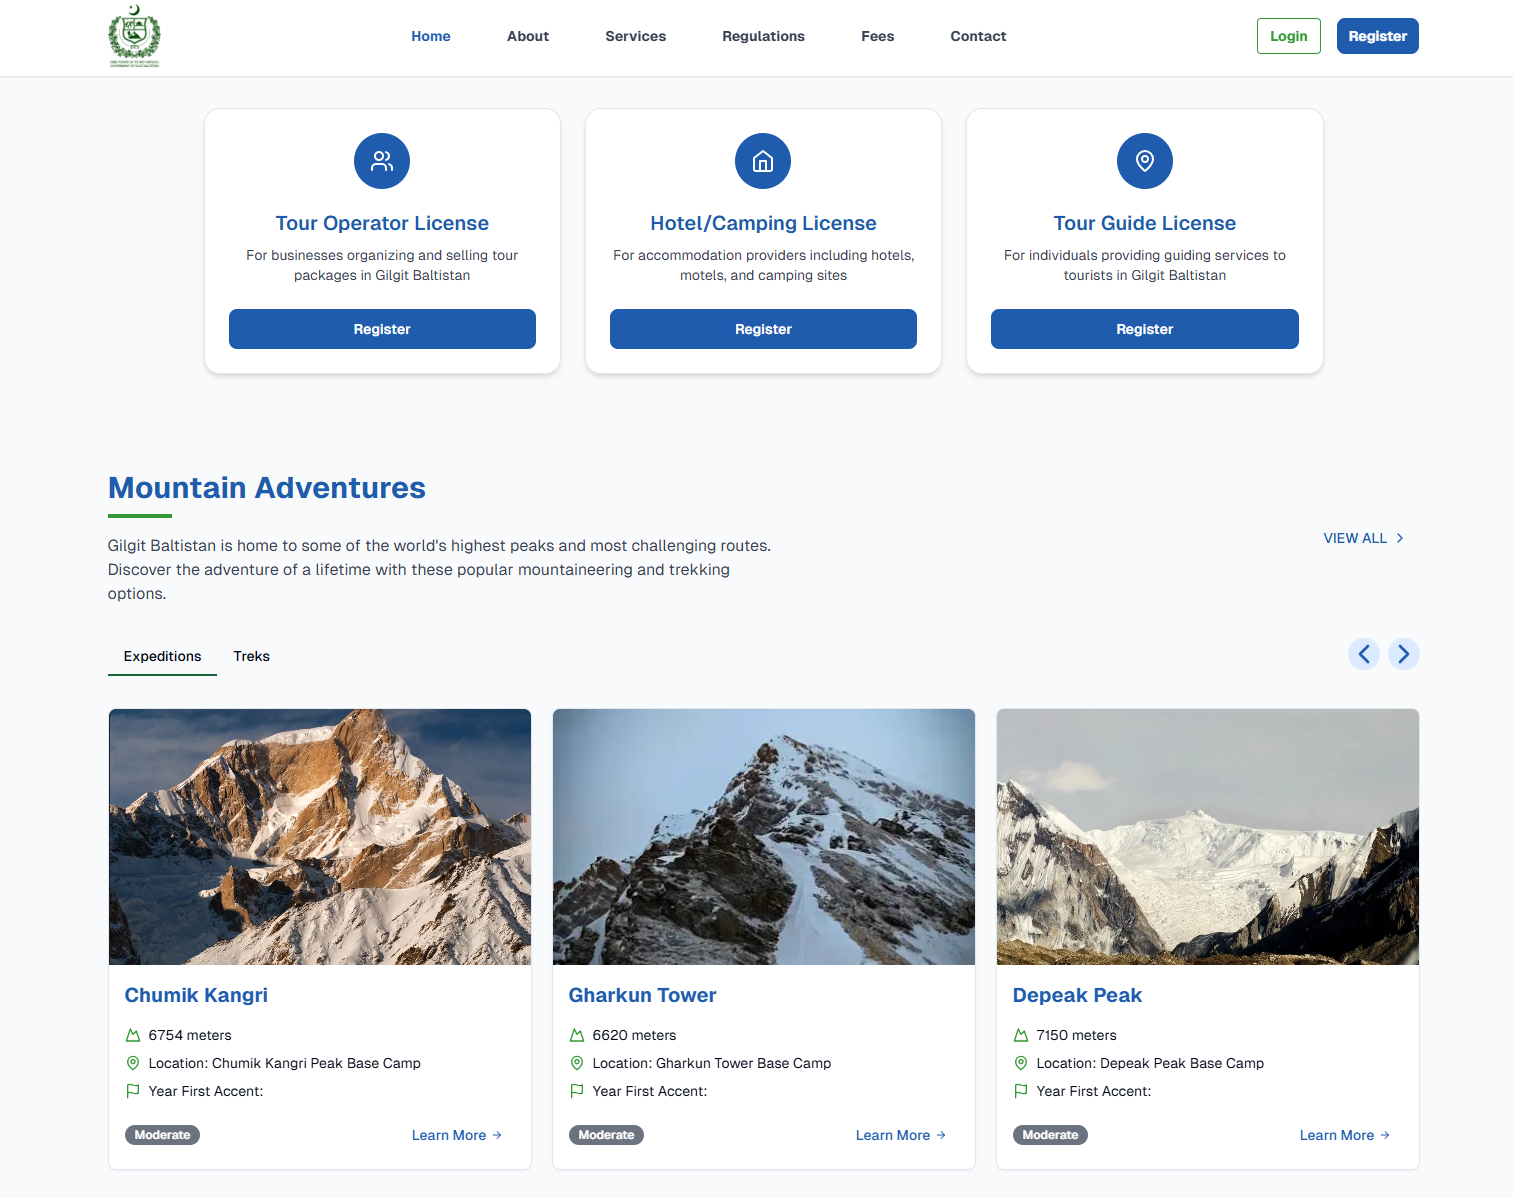 Home
About
Services
Regulations
Fees
Contact
Login
Register
Tour Operator License
For businesses organizing and selling tour
packages in Gilgit Baltistan
Register
Hotel/Camping License
For accommodation providers including hotels,
motels, and camping sites
Register
Tour Guide License
For individuals providing guiding services to
tourists in Gilgit Baltistan
Register
Mountain Adventures
Gilgit Baltistan is home to some of the world's highest peaks and most challenging routes.
Discover the adventure of a lifetime with these popular mountaineering and trekking
options.
VIEW ALL
Expeditions
Treks
Chumik Kangri
6754 meters
Location: Chumik Kangri Peak Base Camp
Year First Accent:
Moderate
Learn More
Gharkun Tower
6620 meters
Location: Gharkun Tower Base Camp
Year First Accent:
Moderate
Learn More
Depeak Peak
7150 meters
Location: Depeak Peak Base Camp
Year First Accent:
Moderate
Learn More